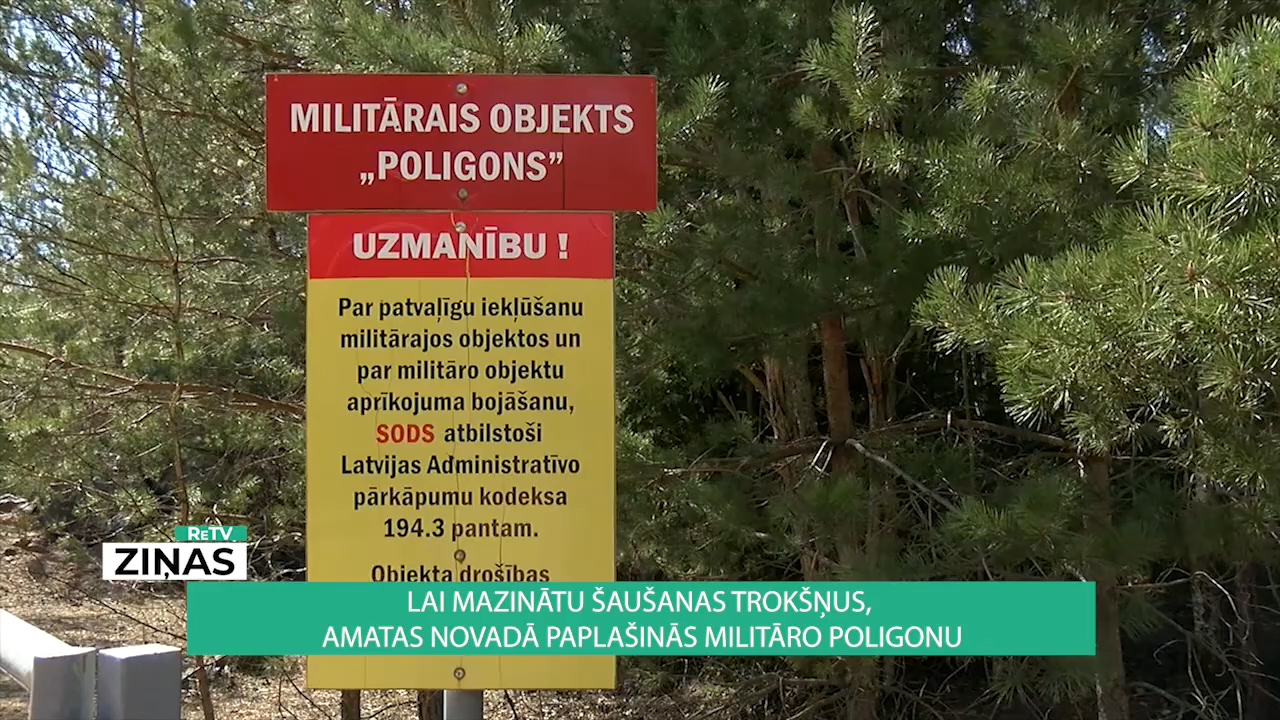 MILITĀRAIS OBJEKTS
„POLIGONS”
UZMANĪBU !
Par patvaļīgu iekļūšanu
militārajos objektos un
par militāro objektu
aprīkojuma bojāšanu,
SODS atbilstoši
Latvijas Administratīvo
pārkāpumu kodeksa
194.3 pantam.
Objekta drošības
ReTV
ZIŅAS
LAI MAZINĀTU ŠAUŠANAS TROKŠŅUS,
AMATAS NOVADĀ PAPLAŠINĀS MILITĀRO POLIGONU